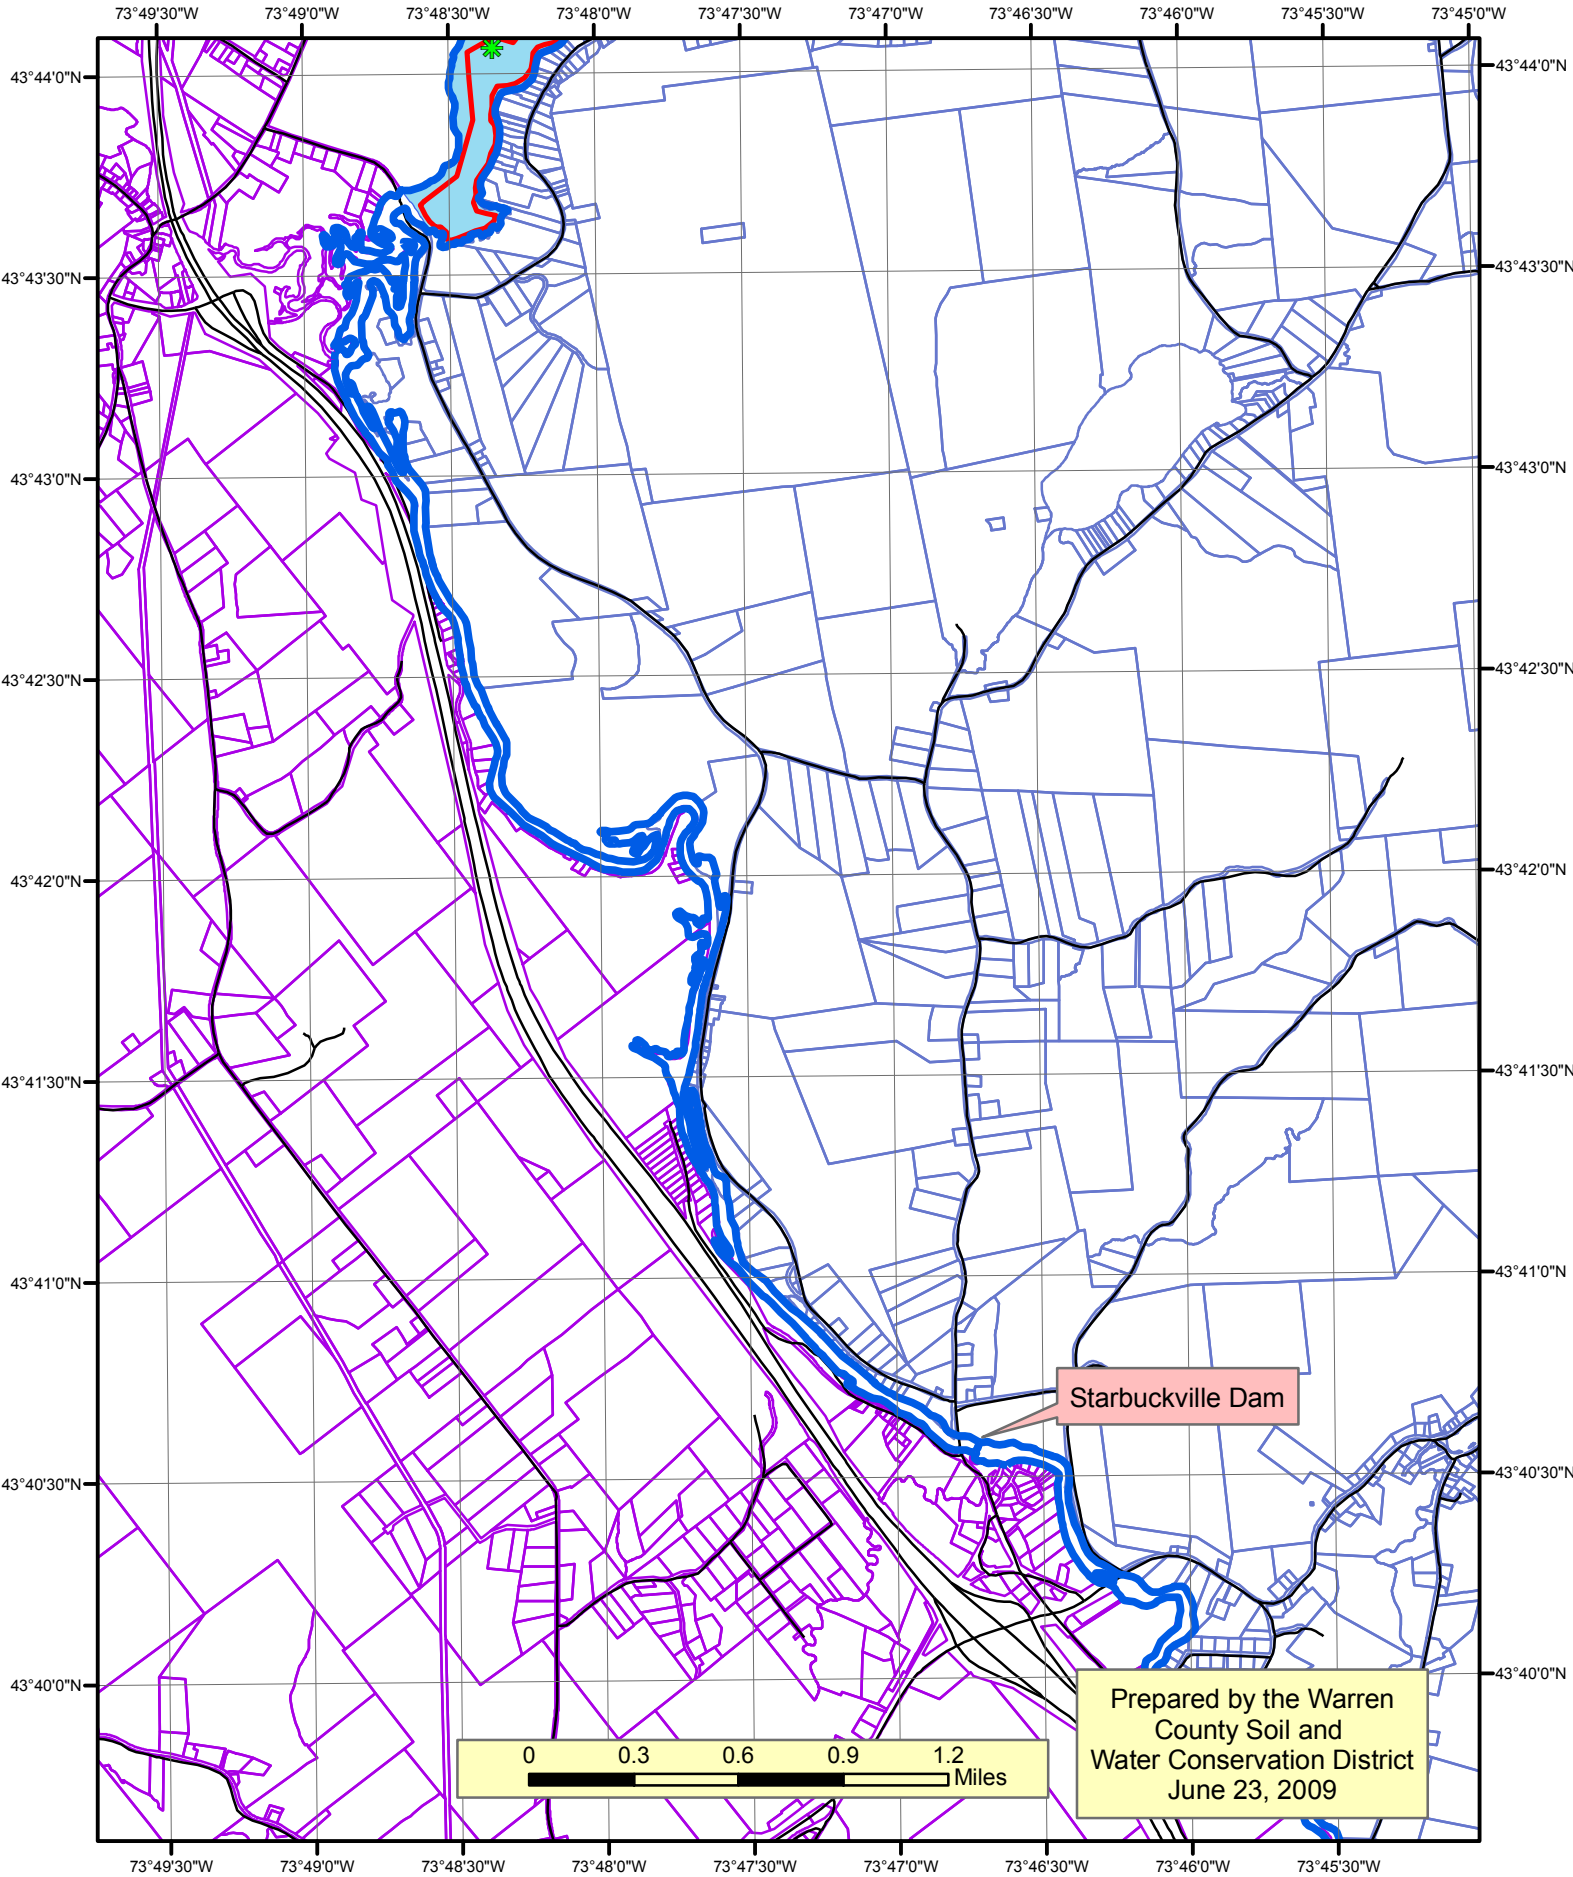 73°49'30"W 73°49'0"W 73°48'30"W 73°48'0"W 73°47'30"W 73°47'0"W 73°46'30"W 73°46'0"W 73°45'30"W 73°45'0"W
43°44'0"N 43°44'0"N
43°43'30"N 43°43'30"N
43°43'0"N 43°43'0"N
43°42'30"N 43°42'30"N
43°42'0"N 43°42'0"N
43°41'30"N 43°41'30"N
43°41'0"N 43°41'0"N
Starbuckville Dam
43°40'30"N 43°40'30"N
43°40'0"N 43°40'0"N
Prepared by the Warren
County Soil and
Water Conservation District
June 23, 2009
0 0.3 0.6 0.9 1.2
Miles
73°49'30"W 73°49'0"W 73°48'30"W 73°48'0"W 73°47'30"W 73°47'0"W 73°46'30"W 73°46'0"W 73°45'30"W